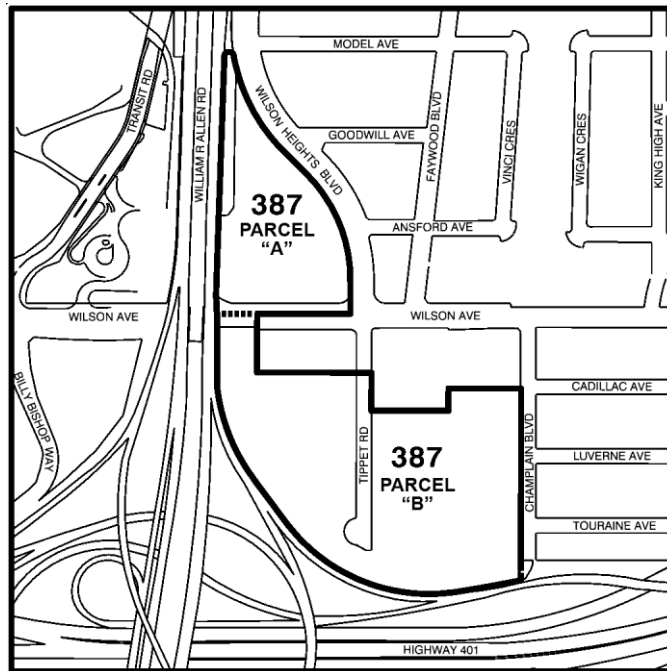 MODEL AVE
TRANSIT RD
WILLIAM R ALLEN RD
WILSON HEIGHTS BLVD
GOODWILL AVE
FAYWOOD BLVD
VINCI CRES
WIGAN CRES
KING HIGH AVE
387
PARCEL
"A"
ANSFORD AVE
WILSON AVE
WILSON AVE
BILLY BISHOP WAY
CADILLAC AVE
TIPPET RD
387
PARCEL
"B"
CHAMPLAIN BLVD
LUVERNE AVE
TOURAINE AVE
HIGHWAY 401